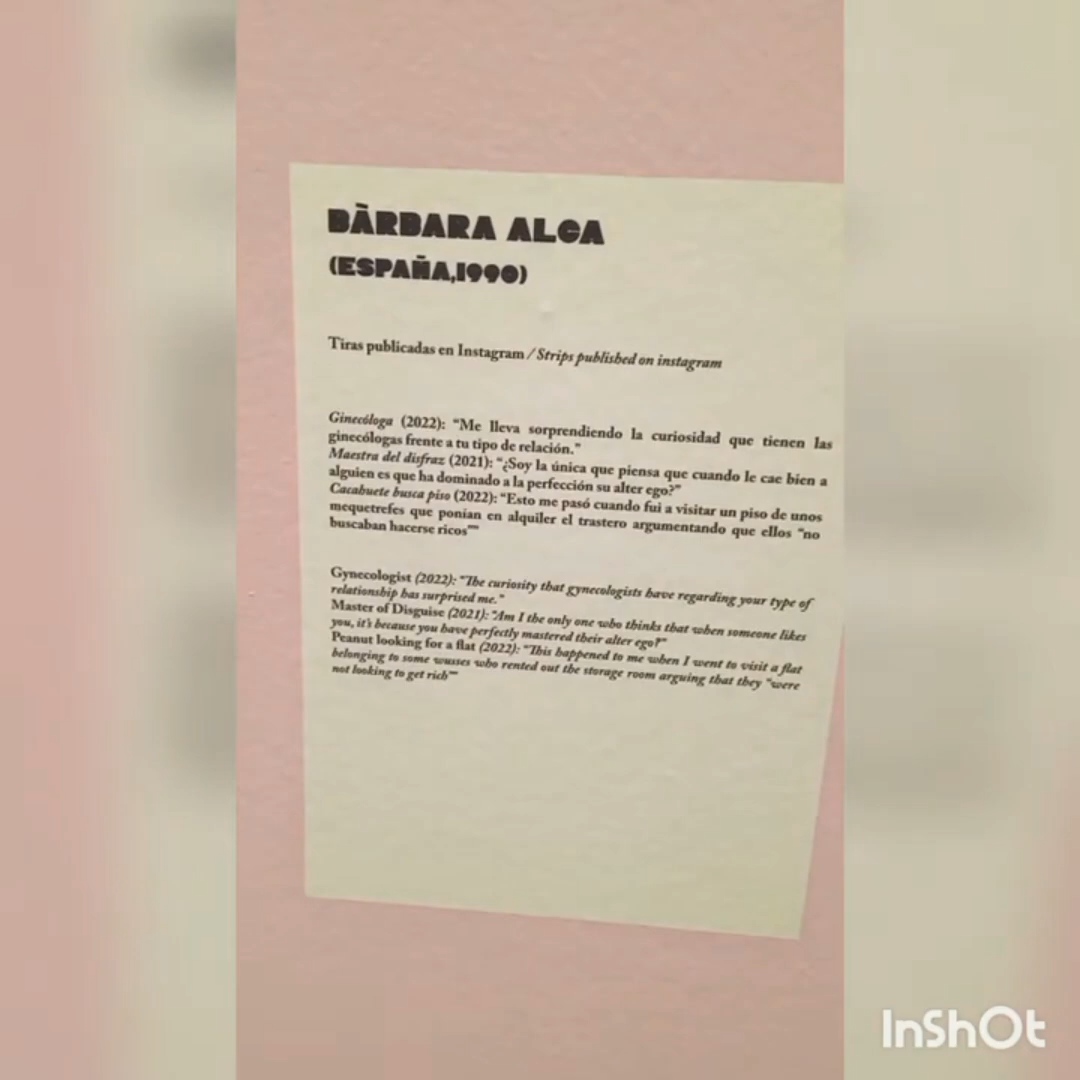 BÀRBARA ALCA
(ESPAÑA,1990)
Tiras publicadas en Instagram / Strips published on instagram
Ginecóloga (2022): “Me lleva sorprendiendo la curiosidad que tienen las
ginecólogas frente a tu tipo de relación.”
Maestra del disfraz (2021): “¿Soy la única que piensa que cuando le cae bien a
alguien es que ha dominado a la perfección su alter ego?”
Cacahuete busca piso (2022): “Esto me pasó cuando fui a visitar un piso de unos
mequetrefes que ponían en alquiler el trastero argumentando que ellos “no
buscaban hacerse ricos””
Gynecologist (2022): “The curiosity that gynecologists have regarding your type of
relationship has surprised me.”
Master of Disguise (2021): “Am I the only one who thinks that when someone likes
you, it's because you have perfectly mastered their alter ego?”
Peanut looking for a flat (2022): “This happened to me when I went to visit a flat
belonging to some wusses who rented out the storage room arguing that they “were
not looking to get rich””
InShOt